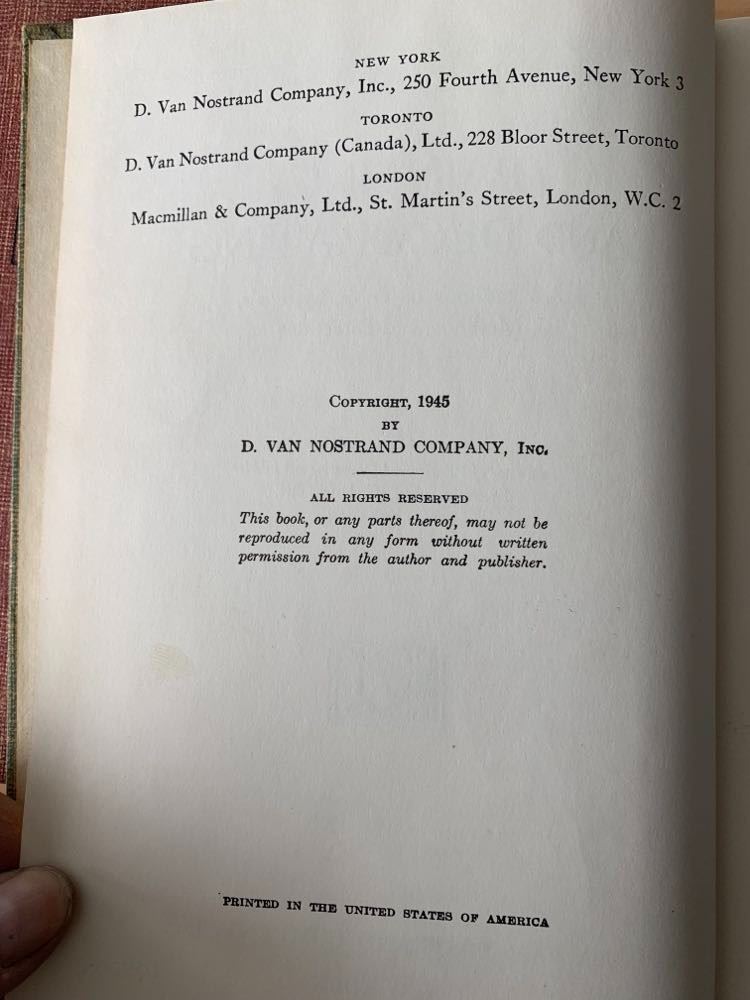 NEW YORK
D. Van Nostrand Company, Inc., 250 Fourth Avenue, New York 3
TORONTO
D. Van Nostrand Company (Canada), Ltd., 228 Bloor Street, Toronto
LONDON
Macmillan & Company, Ltd., St. Martin's Street, London, W.C. 2
Copyright, 1945
BY
D. VAN NOSTRAND COMPANY, Inc.
ALL RIGHTS RESERVED
This book, or any parts thereof, may not be
reproduced in any form without written
permission from the author and publisher.
PRINTED IN THE UNITED STATES OF AMERICA